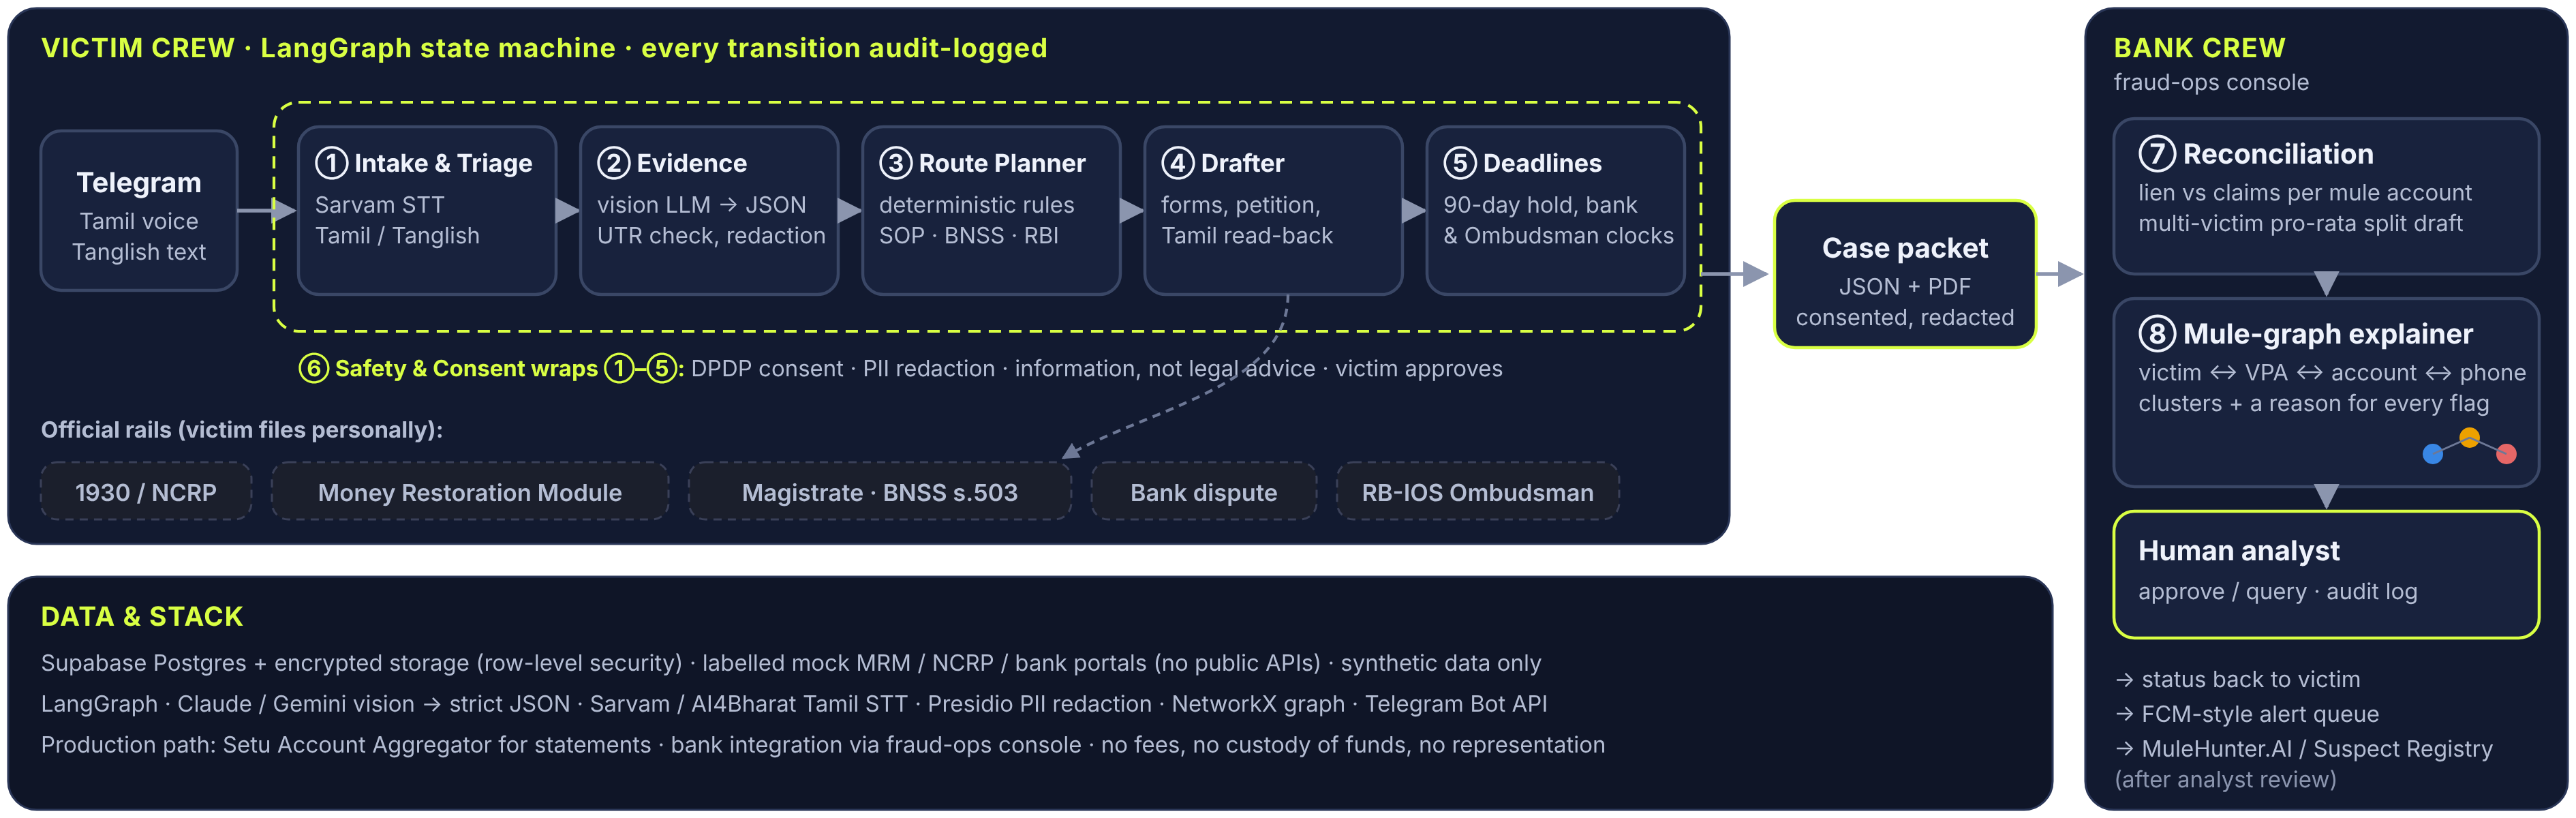 VICTIM CREW · LangGraph state machine · every transition audit-logged
Telegram
Tamil voice
Tanglish text
① Intake & Triage
Sarvam STT
Tamil / Tanglish
② Evidence
vision LLM → JSON
UTR check, redaction
③ Route Planner
deterministic rules
SOP · BNSS · RBI
④ Drafter
forms, petition,
Tamil read-back
⑤ Deadlines
90-day hold, bank
& Ombudsman clocks
⑥ Safety & Consent wraps ①–⑤: DPDP consent · PII redaction · information, not legal advice · victim approves
Official rails (victim files personally):
1930 / NCRP
Money Restoration Module
Magistrate · BNSS s.503
Bank dispute
RB-IOS Ombudsman
Case packet
JSON + PDF
consented, redacted
BANK CREW
fraud-ops console
⑦ Reconciliation
lien vs claims per mule account
multi-victim pro-rata split draft
⑧ Mule-graph explainer
victim ↔ VPA ↔ account ↔ phone
clusters + a reason for every flag
Human analyst
approve / query · audit log
→ status back to victim
→ FCM-style alert queue
→ MuleHunter.AI / Suspect Registry
(after analyst review)
DATA & STACK
Supabase Postgres + encrypted storage (row-level security) · labelled mock MRM / NCRP / bank portals (no public APIs) · synthetic data only
LangGraph · Claude / Gemini vision → strict JSON · Sarvam / AI4Bharat Tamil STT · Presidio PII redaction · NetworkX graph · Telegram Bot API
Production path: Setu Account Aggregator for statements · bank integration via fraud-ops console · no fees, no custody of funds, no representation